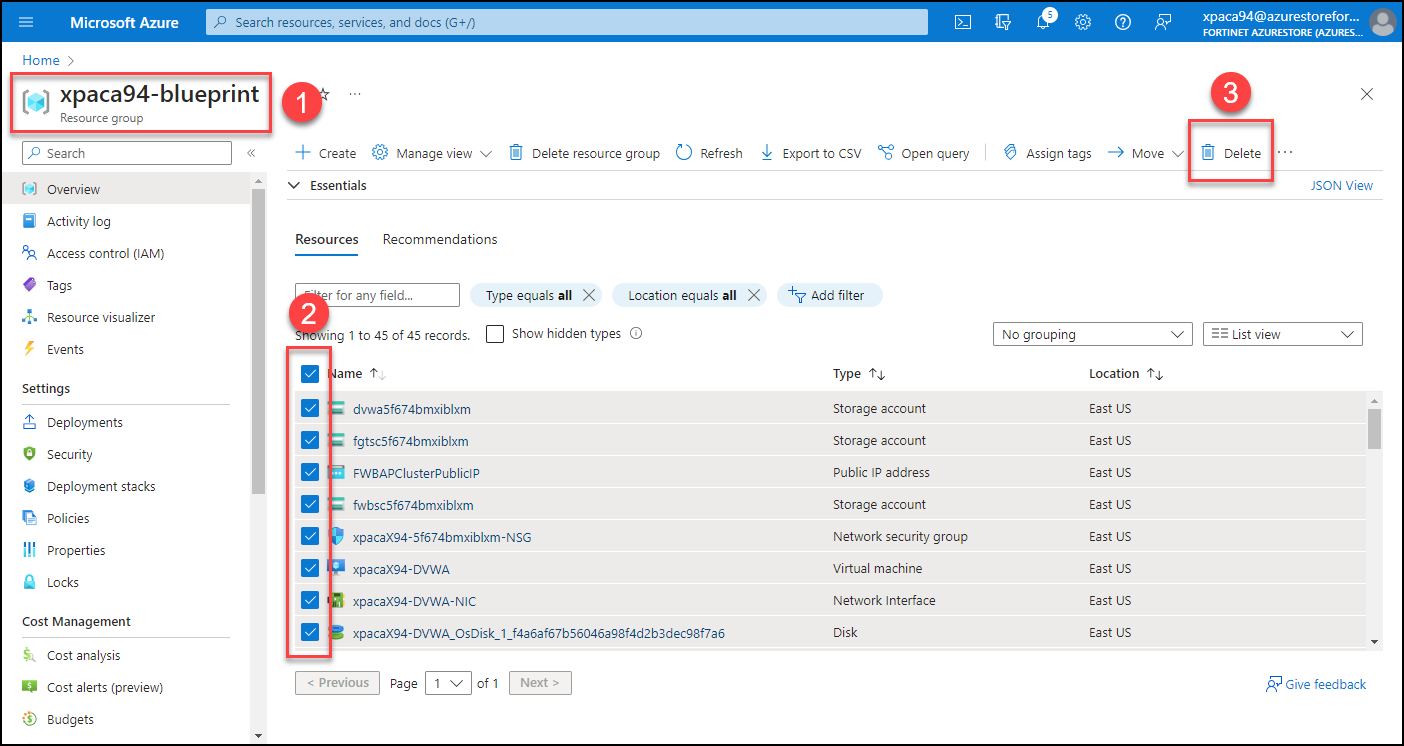 Microsoft Azure
Search resources, services, and docs (G+/)
5
xpaca94@azurestorefor...
FORTINET AZURESTORE (AZURES...
Home >
xpaca94-blueprint
Resource group
1
...
3
Search
«
Create
Manage view
Delete resource group
Refresh
Export to CSV
Open query
Assign tags
Move
Delete
...
Overview
Activity log
Access control (IAM)
Tags
Resource visualizer
Events
Settings
Deployments
Security
Deployment stacks
Policies
Properties
Locks
Cost Management
Cost analysis
Cost alerts (preview)
Budgets
Essentials
JSON View
Resources
Recommendations
Filter for any field...
Type equals all
Location equals all
Add filter
2
Showing 1 to 45 of 45 records.
Show hidden types
No grouping
List view
Name
Type
Location
dvwa5f674bmxiblxm Storage account East US
fgtsc5f674bmxiblxm Storage account East US
FWBAPClusterPublicIP Public IP address East US
fwbsc5f674bmxiblxm Storage account East US
xpacaX94-5f674bmxiblxm-NSG Network security group East US
xpacaX94-DVWA Virtual machine East US
xpacaX94-DVWA-NIC Network Interface East US
xpacaX94-DVWA_OsDisk_1_f4a6af67b56046a98f4d2b3dec98f7a6 Disk East US
< Previous
Page 1 of 1
Next >
Give feedback